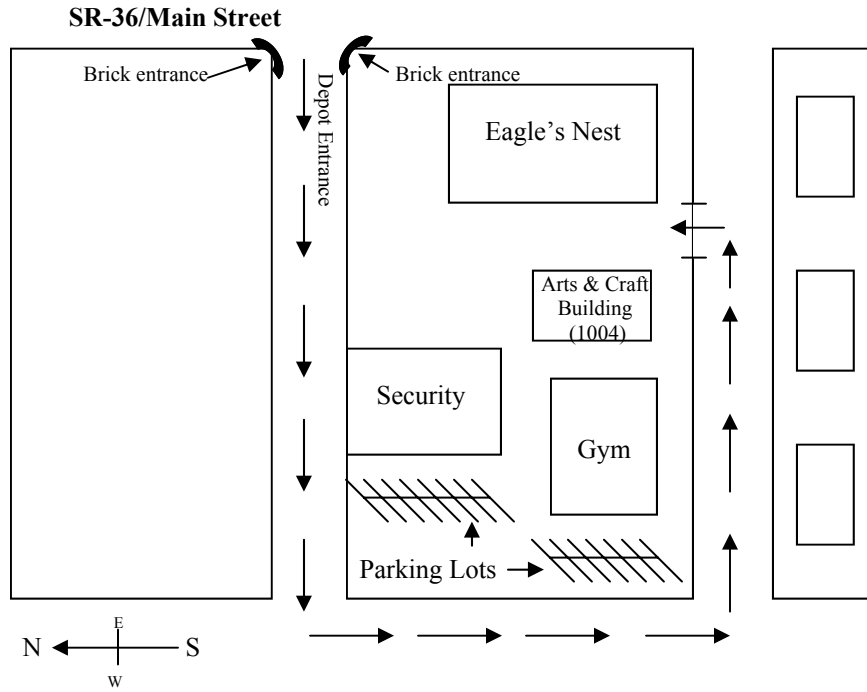 SR-36/Main Street
Brick entrance
Brick entrance
Depot Entrance
Eagle’s Nest
Arts & Craft
Building
(1004)
Security
Gym
Parking Lots
E
N
S
W